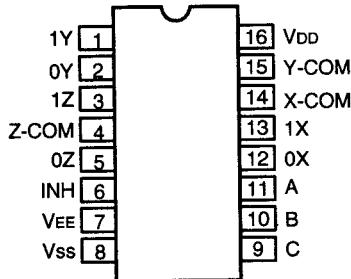 1Y 1 16 VDD
0Y 2 15 Y-COM
1Z 3 14 X-COM
Z-COM 4 13 1X
0Z 5 12 0X
INH 6 11 A
VEE 7 10 B
Vss 8 9 C